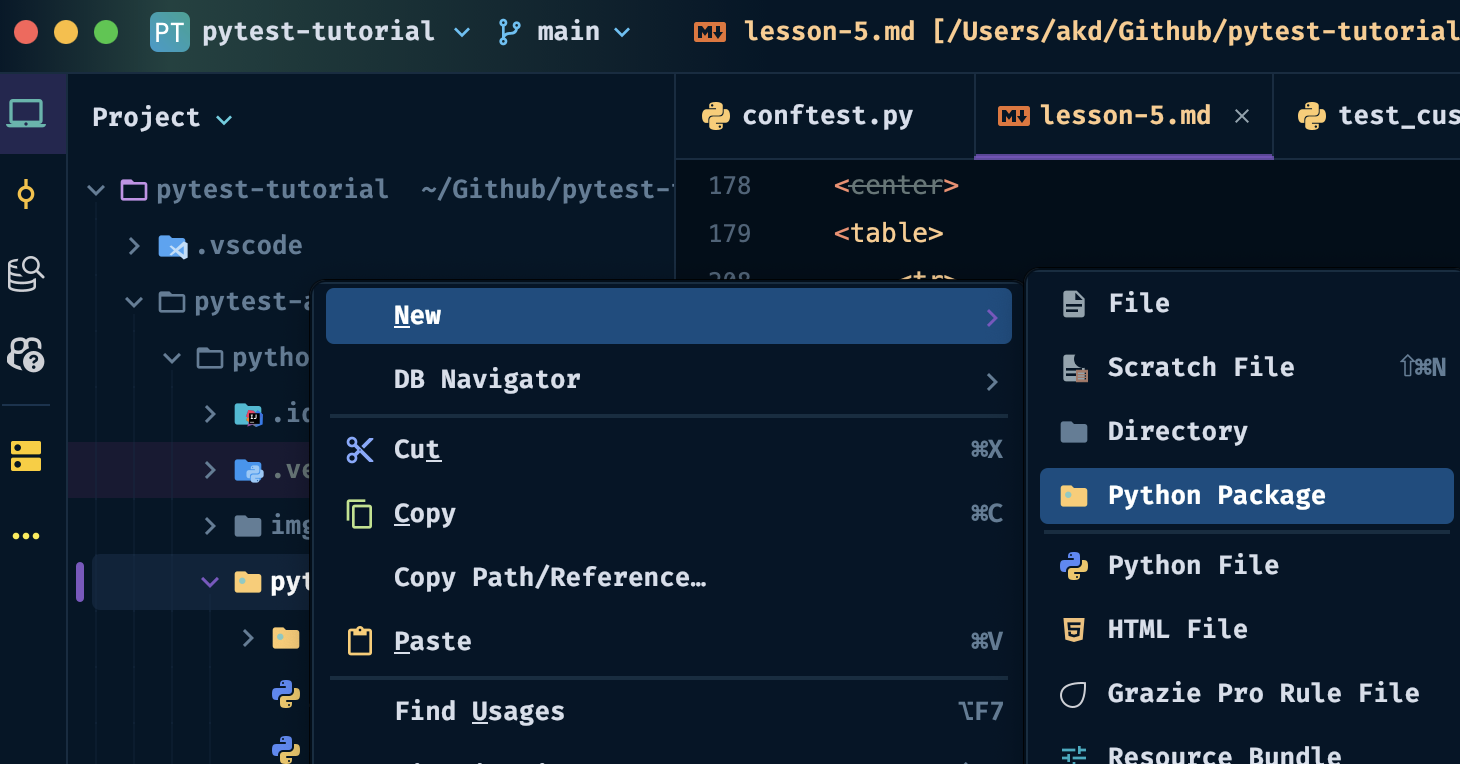 PT pytest-tutorial main lesson-5.md [/Users/akd/Github/pytest-tutorial
Project
conftest.py lesson-5.md test_cus
pytest-tutorial ~/Github/pytest-
178 <center>
179 <table>
.vscode
pytest-a
pytho
.id
.ve
img
pyt
New
DB Navigator
Cut ⌘X
Copy ⌘C
Copy Path/Reference…
Paste ⌘V
Find Usages ⌥F7
File
Scratch File ⇧⌘N
Directory
Python Package
Python File
HTML File
Grazie Pro Rule File
Resource Bundle